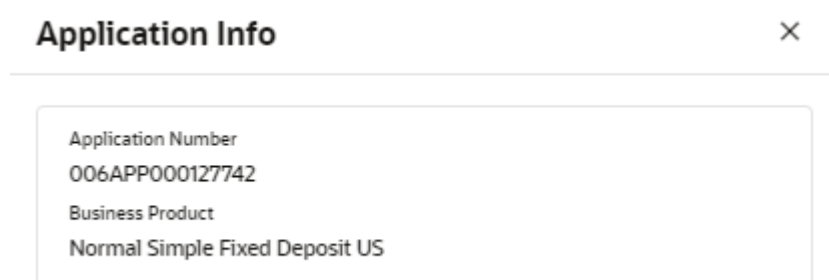 Application Info
Application Number
006APP000127742
Business Product
Normal Simple Fixed Deposit US